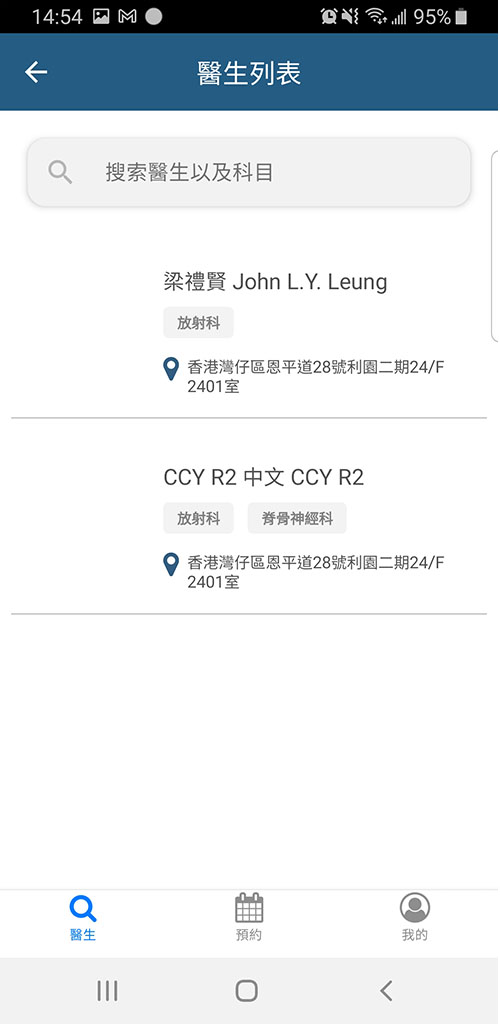 14:54
95%
醫生列表
搜索醫生以及科目
梁禮賢 John L.Y. Leung
放射科
香港灣仔區恩平道28號利園二期24/F
2401室
CCY R2 中文 CCY R2
放射科 脊骨神經科
香港灣仔區恩平道28號利園二期24/F
2401室
醫生 預約 我的